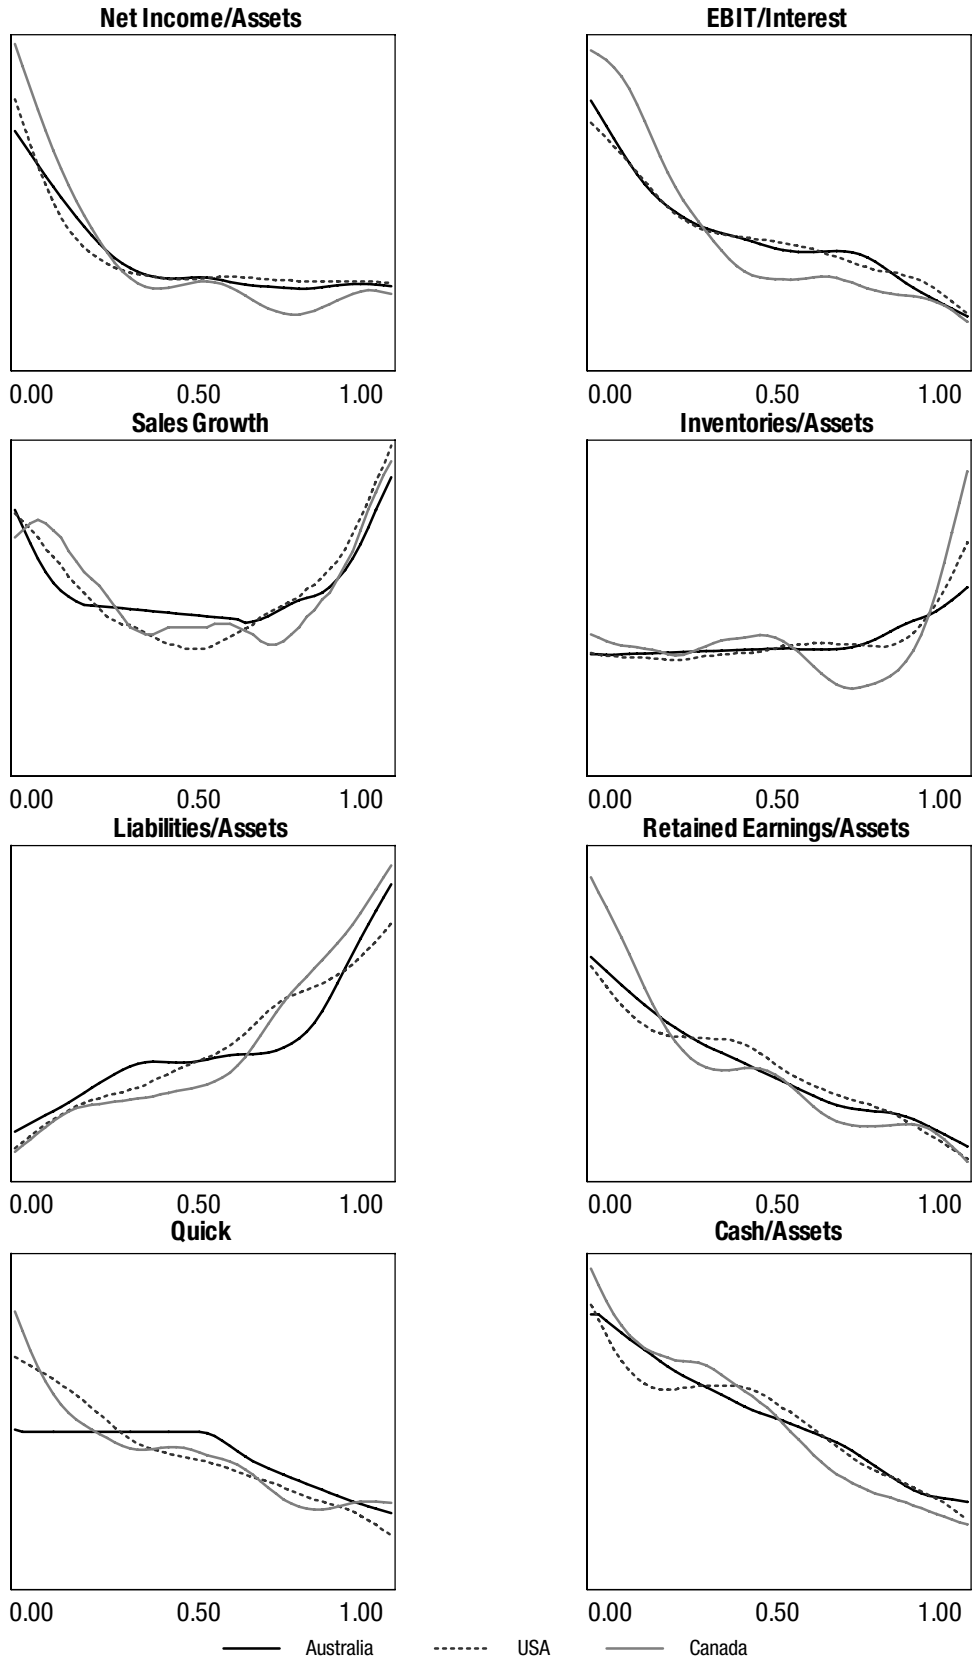 Net Income/Assets
EBIT/Interest
0.00 0.50 1.00
0.00 0.50 1.00
Sales Growth
Inventories/Assets
0.00 0.50 1.00
0.00 0.50 1.00
Liabilities/Assets
Retained Earnings/Assets
0.00 0.50 1.00
0.00 0.50 1.00
Quick
Cash/Assets
0.00 0.50 1.00
0.00 0.50 1.00
Australia USA Canada